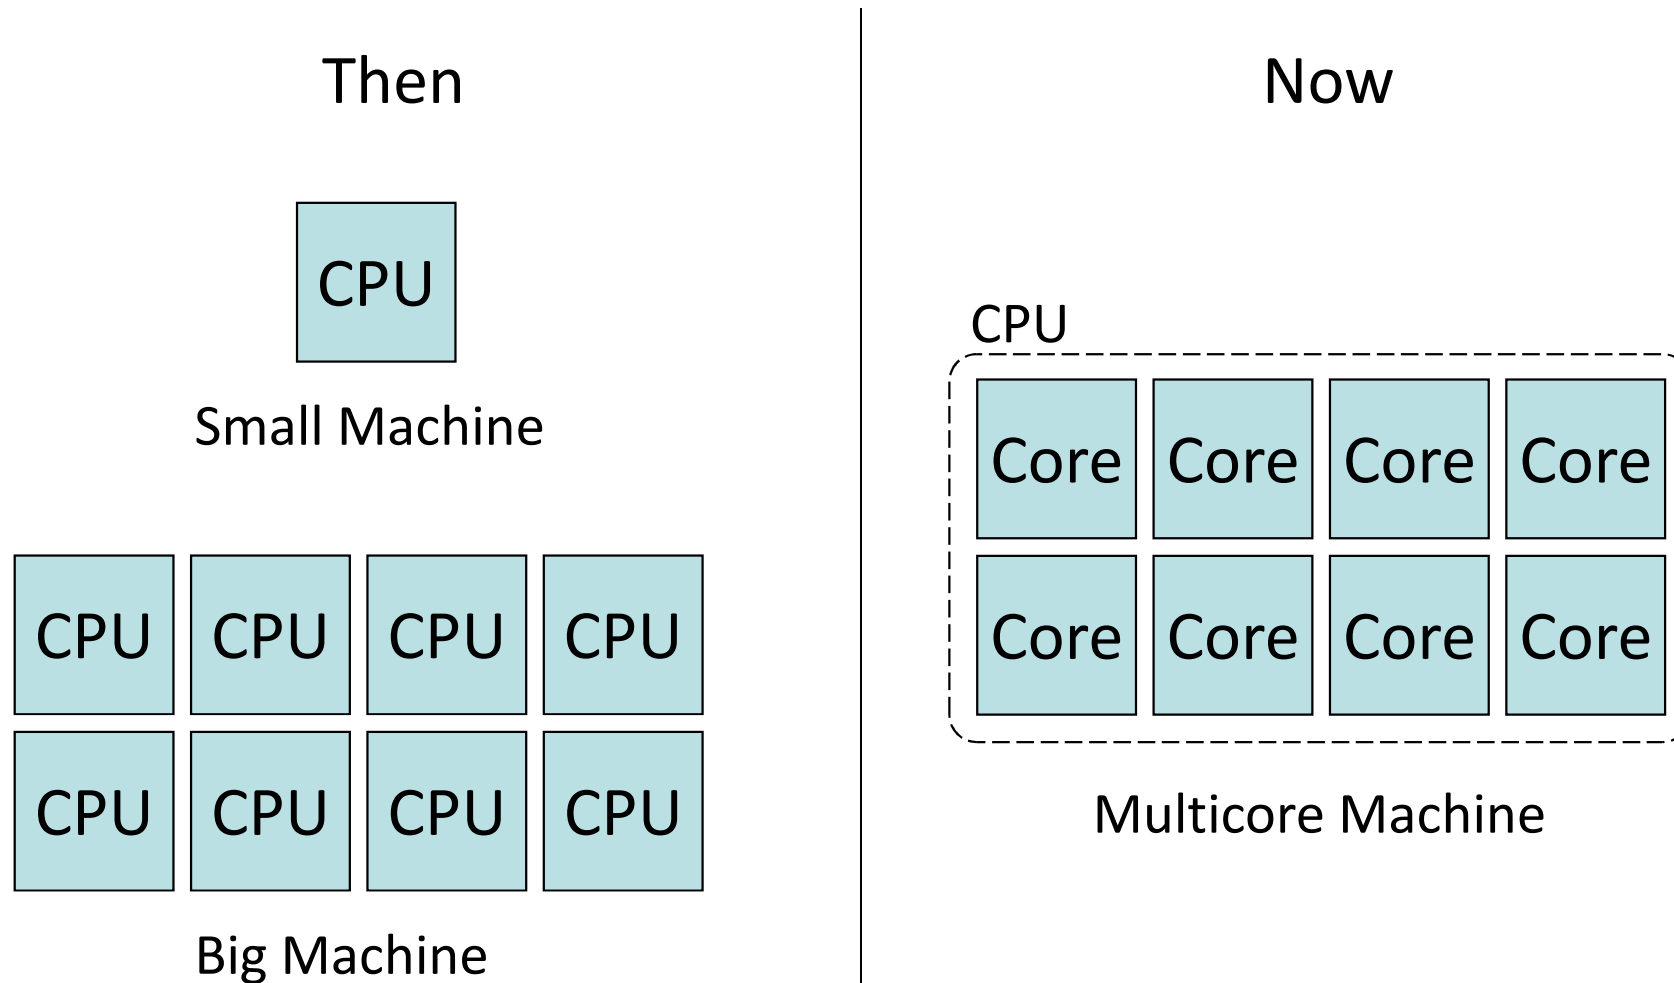 Then
CPU
Small Machine
CPU CPU CPU CPU
CPU CPU CPU CPU
Big Machine
Now
CPU
Core Core Core Core
Core Core Core Core
Multicore Machine